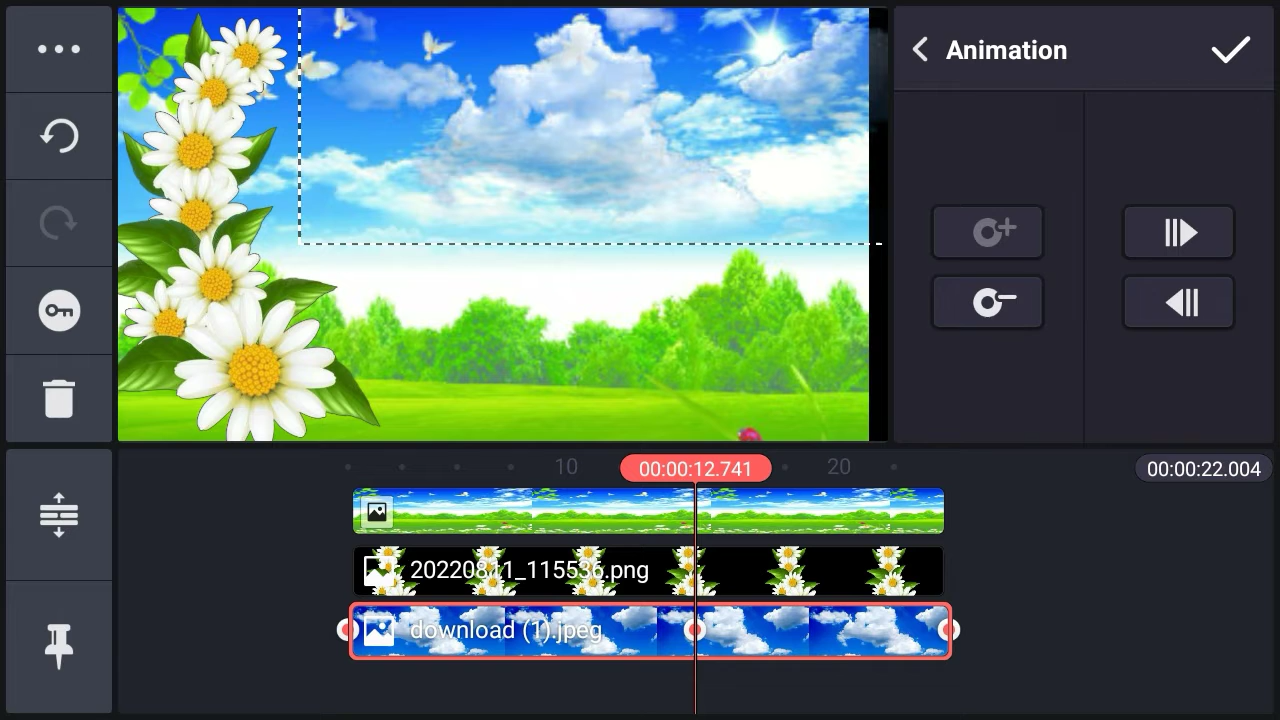 Animation
10
00:00:12.741
20
00:00:22.004
20220811_115536.png
download (1).jpeg